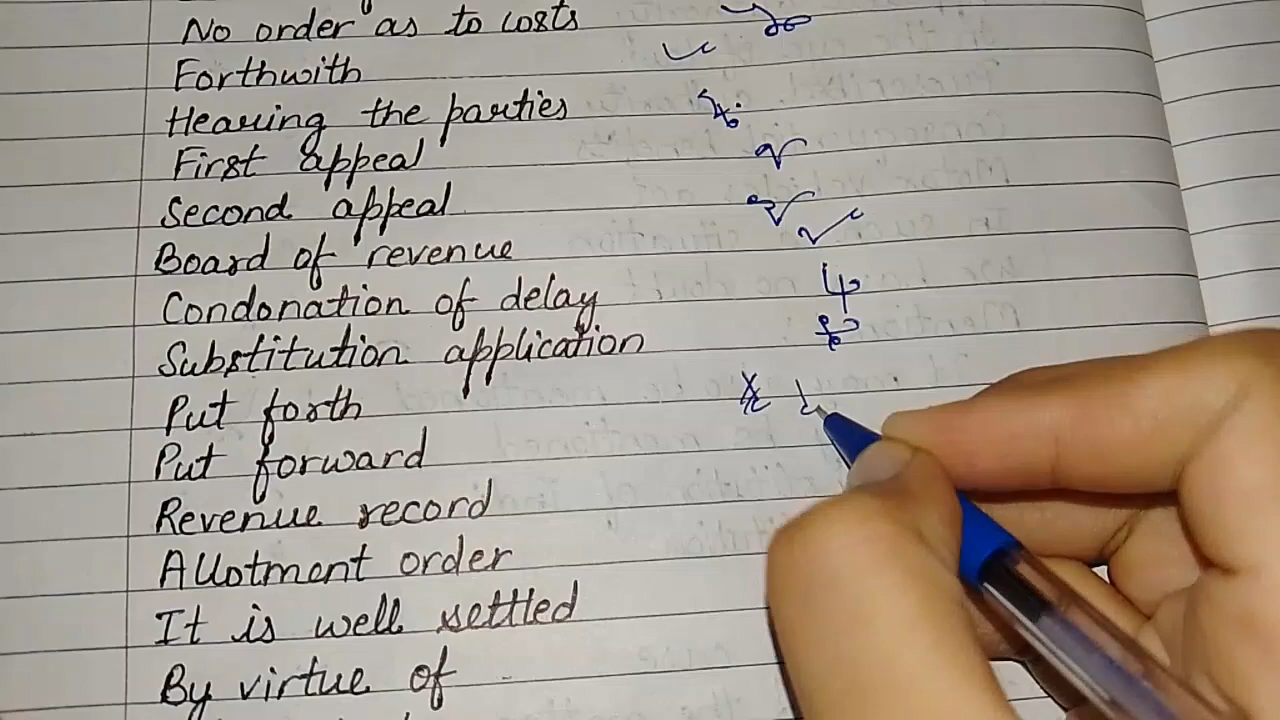 No order as to costs
Forthwith
Hearing the parties
First appeal
Second appeal
Board of revenue
Condonation of delay
Substitution application
Put forth
Put forward
Revenue record
Allotment order
It is well settled
By virtue of